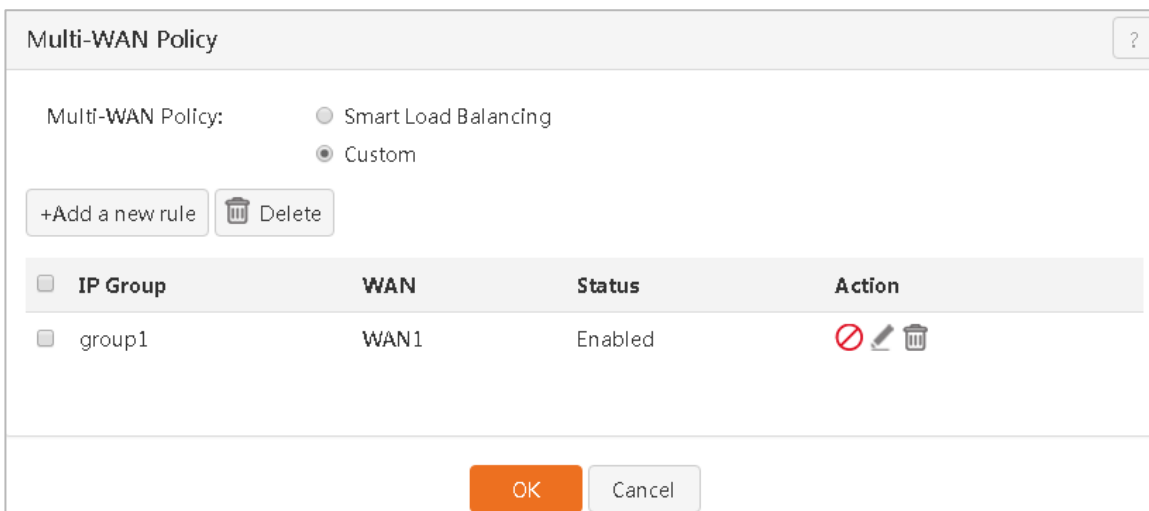 Multi-WAN Policy ?
Multi-WAN Policy: Smart Load Balancing
Custom
+Add a new rule Delete
IP Group WAN Status Action
group1 WAN1 Enabled
OK Cancel